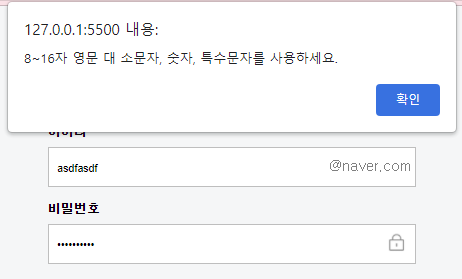 127.0.0.1:5500 내용:
8~16자 영문 대 소문자, 숫자, 특수문자를 사용하세요.
확인
아이디
asdfasdf
@naver.com
비밀번호
••••••••••